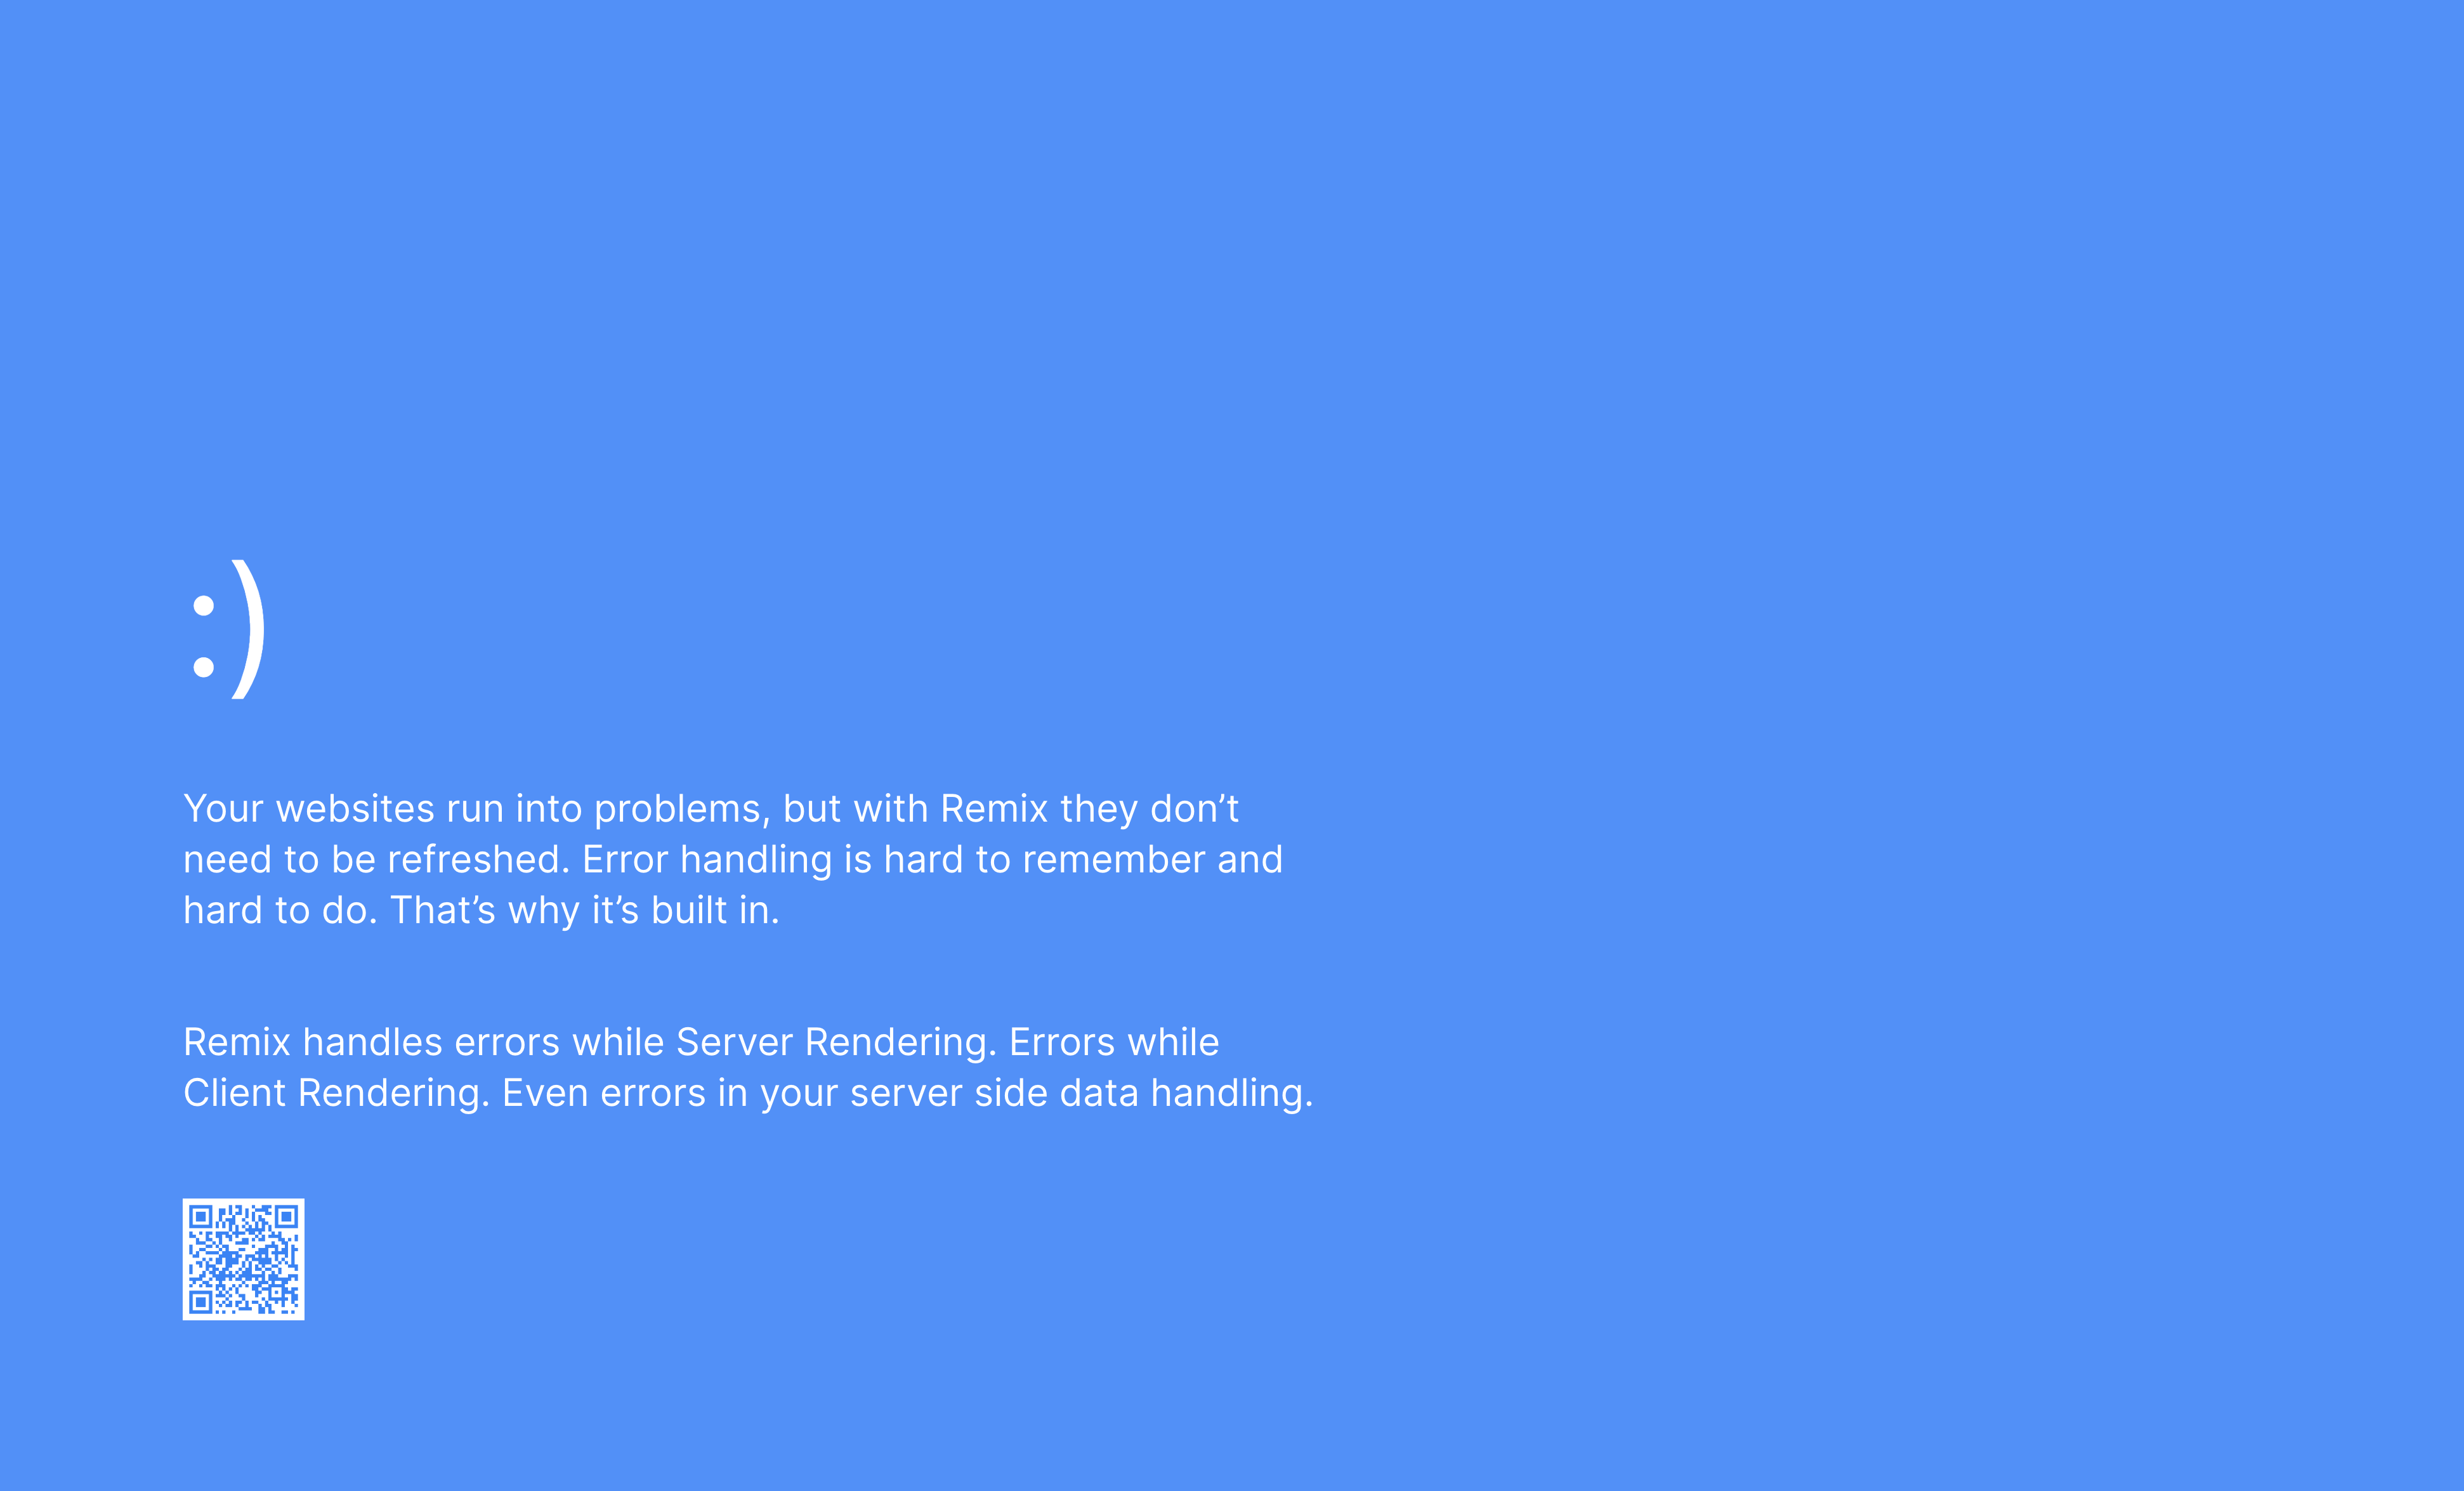 :)
Your websites run into problems, but with Remix they don’t
need to be refreshed. Error handling is hard to remember and
hard to do. That’s why it’s built in.
Remix handles errors while Server Rendering. Errors while
Client Rendering. Even errors in your server side data handling.